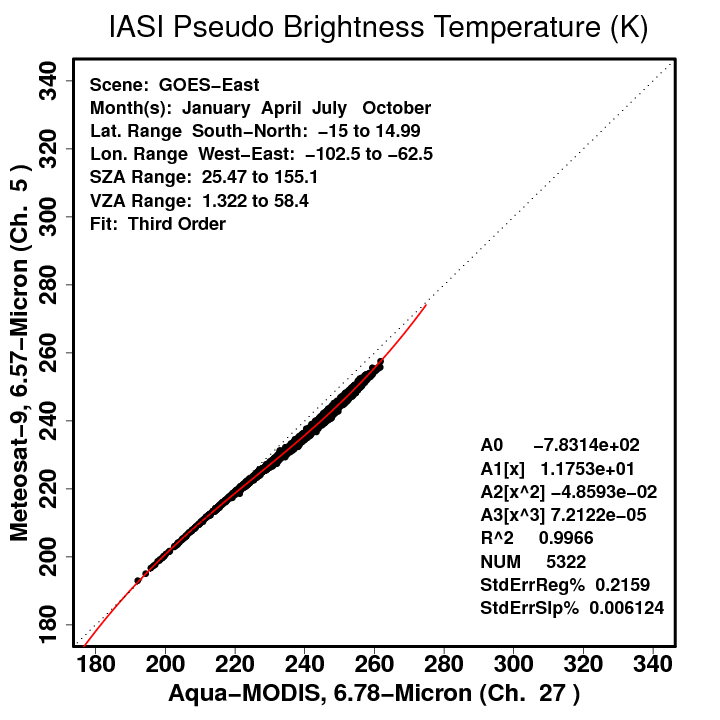 IASI Pseudo Brightness Temperature (K)
Scene: GOES−East
Month(s): January April July October
Lat. Range South−North: −15 to 14.99
Lon. Range West−East: −102.5 to −62.5
SZA Range: 25.47 to 155.1
VZA Range: 1.322 to 58.4
Fit: Third Order
Meteosat−9, 6.57−Micron (Ch. 5 )
340
320
300
280
260
240
220
200
180
A0 −7.8314e+02
A1[x] 1.1753e+01
A2[x^2] −4.8593e−02
A3[x^3] 7.2122e−05
R^2 0.9966
NUM 5322
StdErrReg% 0.2159
StdErrSlp% 0.006124
180 200 220 240 260 280 300 320 340
Aqua−MODIS, 6.78−Micron (Ch. 27 )